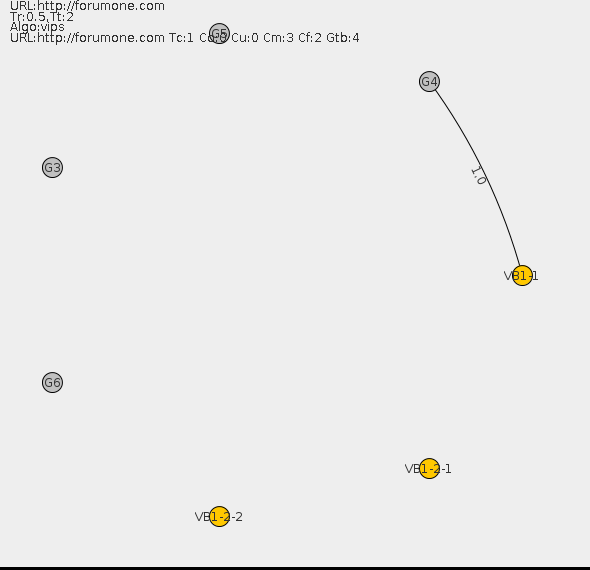 URL:http://forumone.com
Tr:0.5,Tt:2
Algo:vips
URL:http://forumone.com Tc:1 Co:0 Cu:0 Cm:3 Cf:2 Gtb:4
G5
G4
G3
1.0
VB1-1
G6
VB1-2-1
VB1-2-2